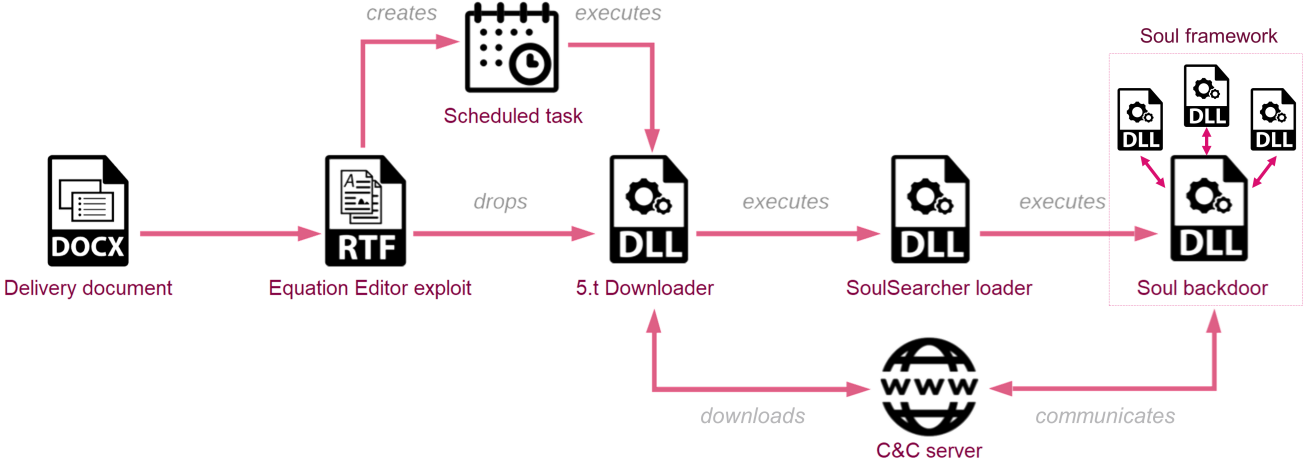 creates
executes
Soul framework
DLL
DLL
DLL
Scheduled task
DOCX
A
RTF
drops
DLL
executes
DLL
executes
DLL
Delivery document
Equation Editor exploit
5.t Downloader
SoulSearcher loader
Soul backdoor
www
downloads
communicates
C&C server